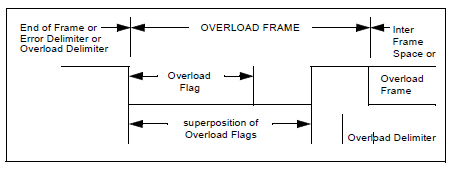 End of Frame or
Error Delimiter or
Overload Delimiter
OVERLOAD FRAME
Inter
Frame
Space or
Overload
Flag
Overload
Frame
superposition of
Overload Flags
Overload Delimiter